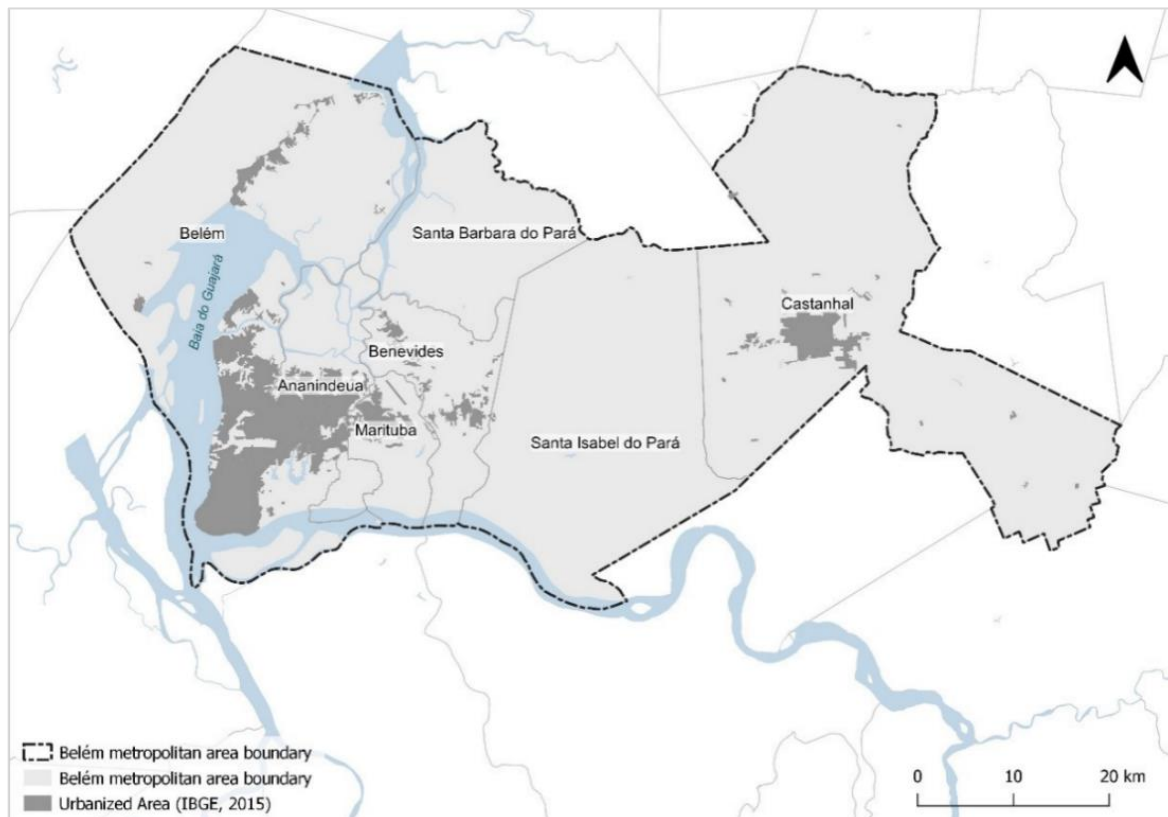 Santa Barbara do Pará
Belém
Baia do Guajará
Castanhal
Benevides
Ananindeua
Marituba
Santa Isabel do Pará
Belém metropolitan area boundary
Belém metropolitan area boundary
Urbanized Area (IBGE, 2015)
0 10 20 km